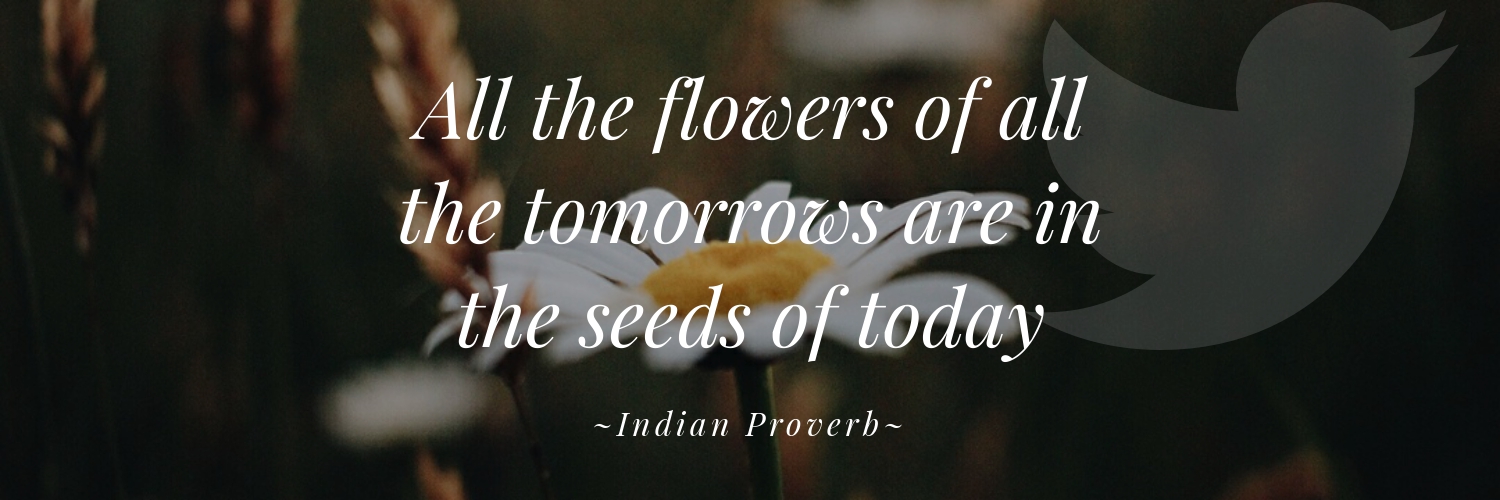 All the flowers of all
the tomorrows are in
the seeds of today
~Indian Proverb~